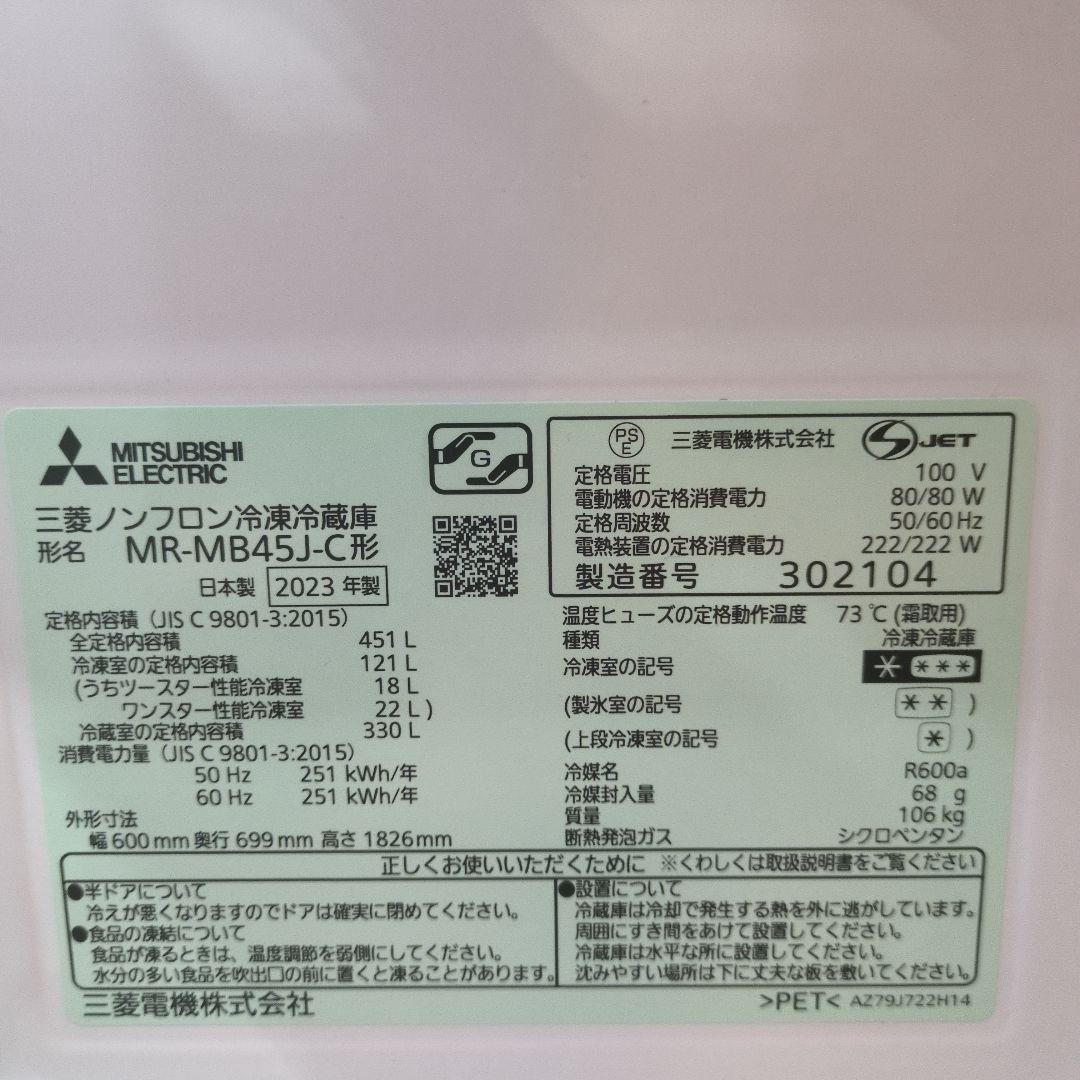 MITSUBISHI
ELECTRIC
G
三菱ノンフロン冷凍冷蔵庫
形名 MR-MB45J-C形
日本製 2023 年製
定格内容積 (JIS C 9801-3:2015)
全定格内容積 451 L
冷凍室の定格内容積 121 L
(うちツースター性能冷凍室 18 L
ワンスター性能冷凍室 22 L )
冷蔵室の定格内容積 330 L
消費電力量 (JIS C 9801-3:2015)
50 Hz 251 kWh/年
60 Hz 251 kWh/年
外形寸法
幅 600 mm 奥行 699 mm 高さ 1826mm
PS
E
三菱電機株式会社 JET
定格電圧 100 V
電動機の定格消費電力 80/80 W
定格周波数 50/60 Hz
電熱装置の定格消費電力 222/222 W
製造番号 302104
温度ヒューズの定格動作温度 73 ℃ (霜取用)
種類 冷凍冷蔵庫
冷凍室の記号 * ***
(製氷室の記号 ** )
(上段冷凍室の記号 * )
冷媒名 R600a
冷媒封入量 68 g
質量 106 kg
断熱発泡ガス シクロペンタン
正しくお使いいただくために ※くわしくは取扱説明書をご覧ください
●半ドアについて
冷えが悪くなりますのでドアは確実に閉めてください。
●食品の凍結について
食品が凍るときは、温度調節を弱側にしてください。
水分の多い食品を吹出口の前に置くと凍ることがあります。
●設置について
冷蔵庫は冷却で発生する熱を外に逃がしています。
周囲にすき間をあけて設置してください。
冷蔵庫は水平な所に設置してください。
沈みやすい場所は下に丈夫な板を敷いてください。
三菱電機株式会社
>PET< AZ79J722H14